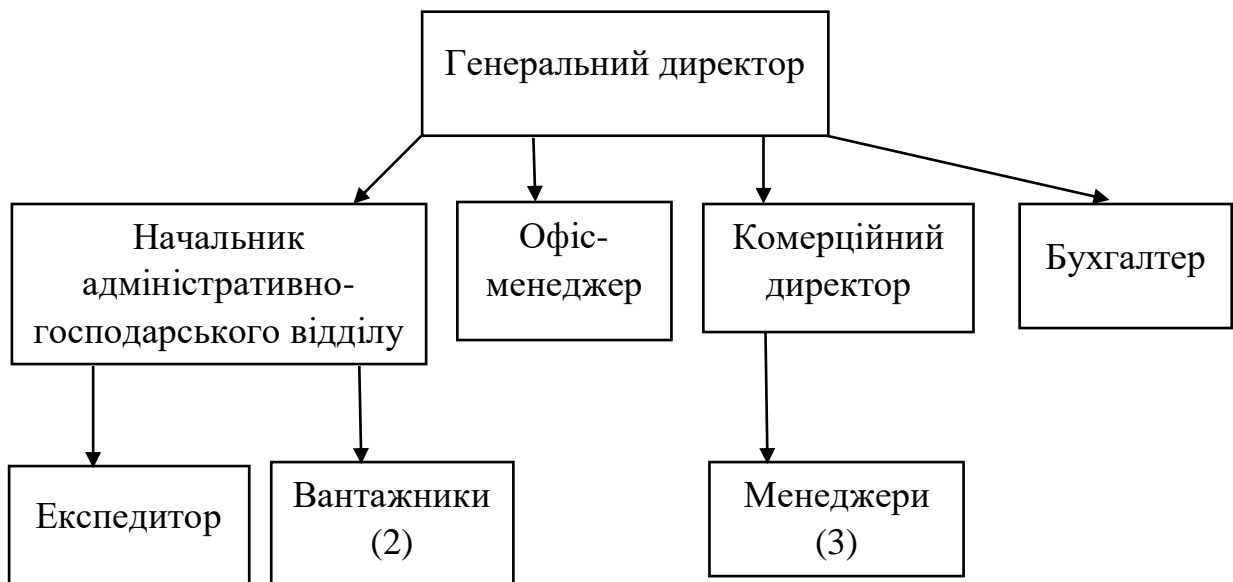 Генеральний директор
Начальник
адміністративно-
господарського відділу
Офіс-
менеджер
Комерційний
директор
Бухгалтер
Експедитор
Вантажники
(2)
Менеджери
(3)